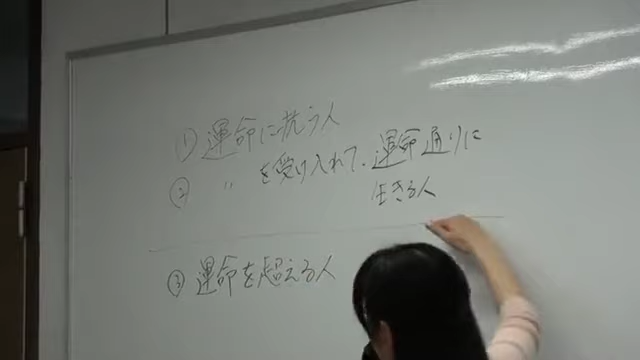 ① 運命に抗う人
② 〃 を受け入れて、運命通りに
生きる人
③ 運命を超える人